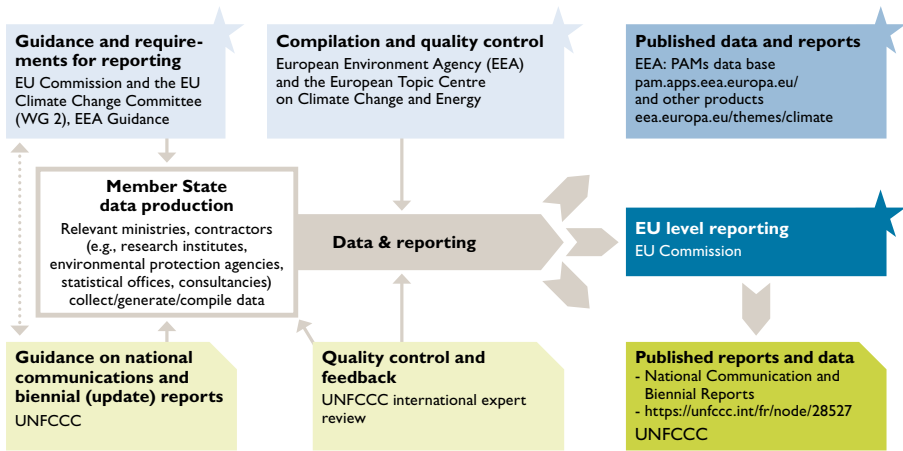 Guidance and require-
ments for reporting
EU Commission and the EU
Climate Change Committee
(WG 2), EEA Guidance
Compilation and quality control
European Environment Agency (EEA)
and the European Topic Centre
on Climate Change and Energy
Published data and reports
EEA: PAMs data base
pam.apps.eea.europa.eu/
and other products
eea.europa.eu/themes/climate
Member State
data production
Relevant ministries, contractors
(e.g., research institutes,
environmental protection agencies,
statistical offices, consultancies)
collect/generate/compile data
Data & reporting
EU level reporting
EU Commission
Guidance on national
communications and
biennial (update) reports
UNFCCC
Quality control and
feedback
UNFCCC international expert
review
Published reports and data
- National Communication and
Biennial Reports
- https://unfccc.int/fr/node/28527
UNFCCC